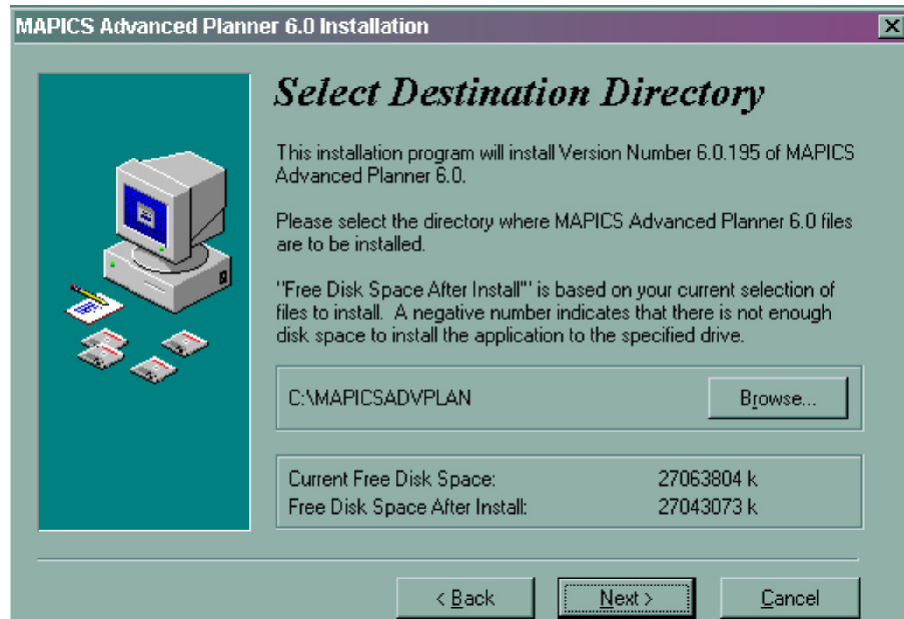 MAPICS Advanced Planner 6.0 Installation
Select Destination Directory
This installation program will install Version Number 6.0.195 of MAPICS
Advanced Planner 6.0.
Please select the directory where MAPICS Advanced Planner 6.0 files
are to be installed.
"Free Disk Space After Install"' is based on your current selection of
files to install. A negative number indicates that there is not enough
disk space to install the application to the specified drive.
C:\MAPICSADVPLAN
Browse...
Current Free Disk Space: 27063804 k
Free Disk Space After Install: 27043073 k
< Back Next > Cancel